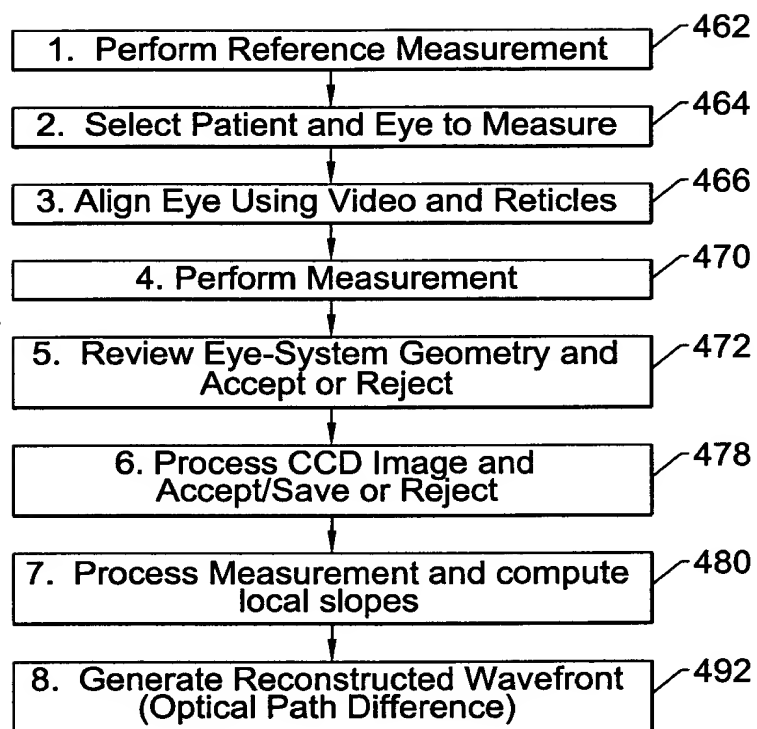 462
1. Perform Reference Measurement
464
2. Select Patient and Eye to Measure
466
3. Align Eye Using Video and Reticles
470
4. Perform Measurement
472
5. Review Eye-System Geometry and
Accept or Reject
478
6. Process CCD Image and
Accept/Save or Reject
480
7. Process Measurement and compute
local slopes
492
8. Generate Reconstructed Wavefront
(Optical Path Difference)